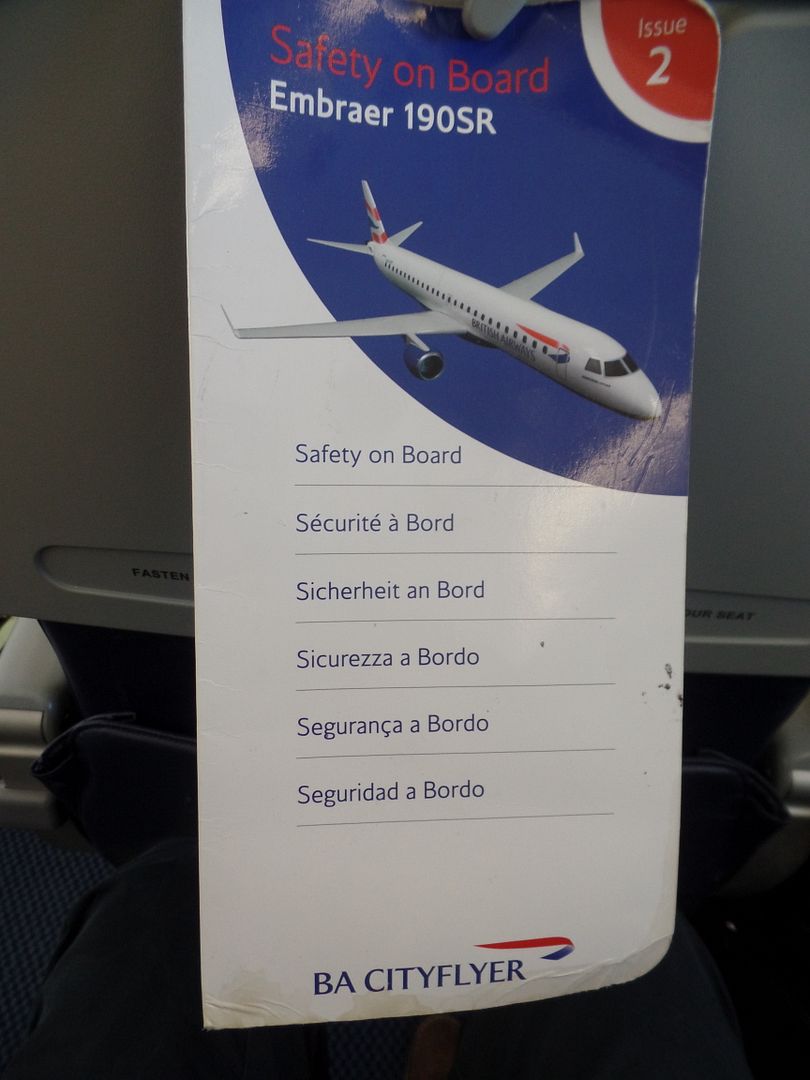 Issue
2
Safety on Board
Embraer 190SR
BRITISH AIRWAYS
Safety on Board
Sécurité à Bord
Sicherheit an Bord
Sicurezza a Bordo
Segurança a Bordo
Seguridad a Bordo
FASTEN
OUR SEAT
BA CITYFLYER